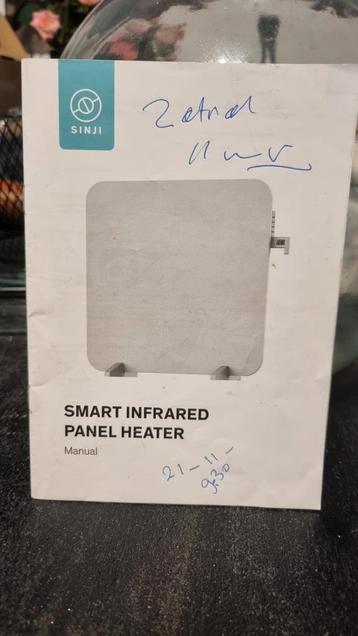 SINJI
SMART INFRARED
PANEL HEATER
Manual
21-11-
9:30